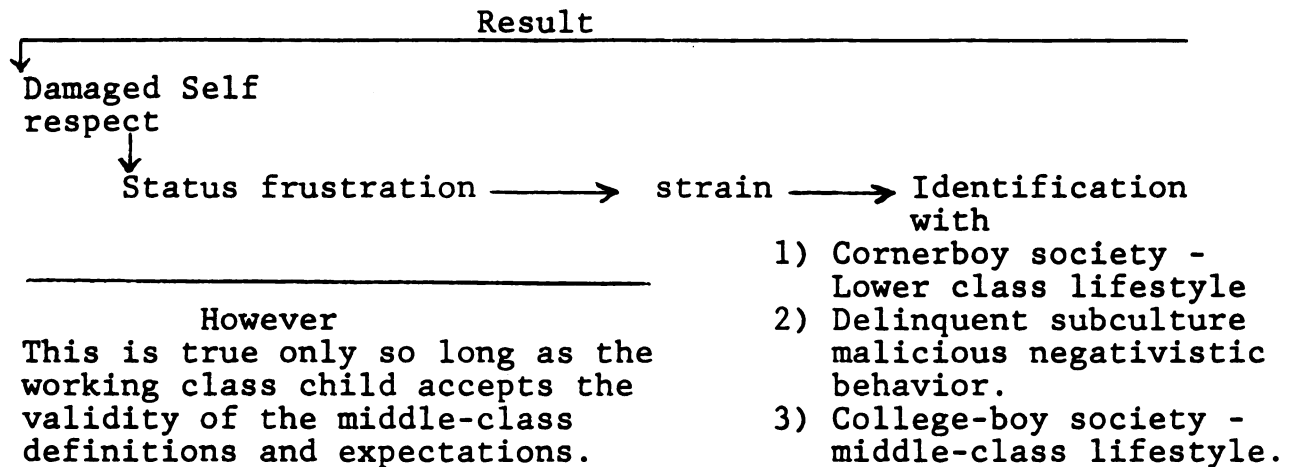 Result
Damaged Self
respect
Status frustration strain Identification
with
1) Cornerboy society -
Lower class lifestyle
2) Delinquent subculture
malicious negativistic
behavior.
3) College-boy society -
middle-class lifestyle.
However
This is true only so long as the
working class child accepts the
validity of the middle-class
definitions and expectations.